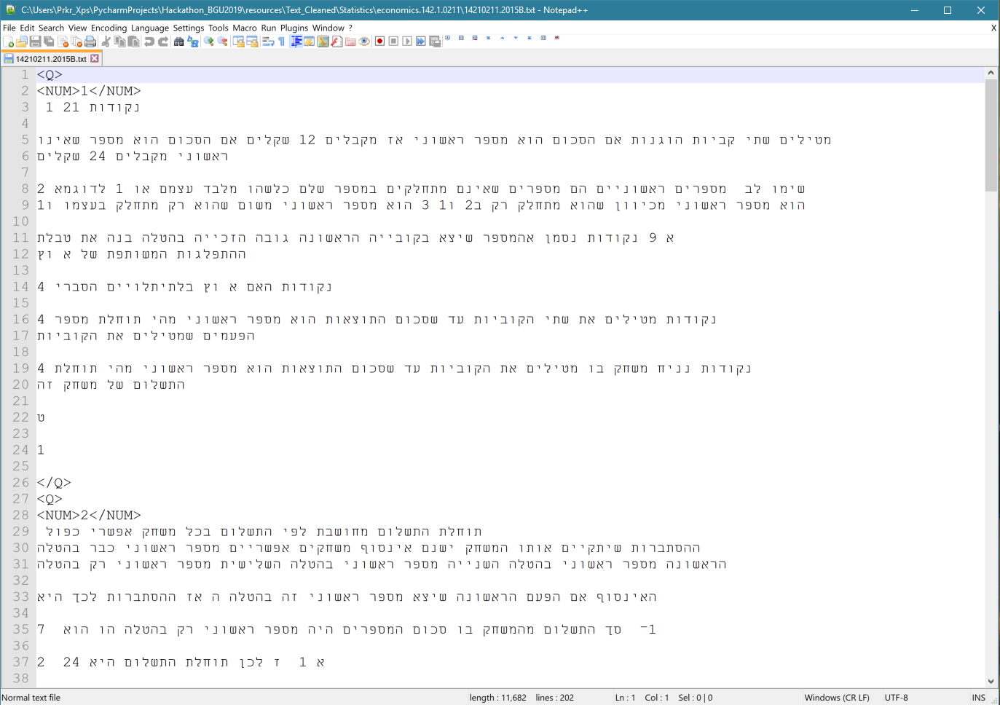 C:\Users\Prkr_Xps\PycharmProjects\Hackathon_BGU2019\resources\Text_Cleaned\Statistics\economics.142.1.0211\14210211.2015B.txt - Notepad++
File Edit Search View Encoding Language Settings Tools Macro Run Plugins Window ? X
14210211.2015B.txt
1 <Q>
2 <NUM>1</NUM>
3 נקודות 21 1
4
5 מטילים שתי קביות הוגנות אם הסכום הוא מספר ראשוני אז מקבלים 12 שקלים אם הסכום הוא מספר שאינו
6 ראשוני מקבלים 24 שקלים
7
8 שימו לב מספרים ראשוניים הם מספרים שאינם מתחלקים במספר שלם כלשהו מלבד עצמם או 1 לדוגמא 2
9 הוא מספר ראשוני מכיוון שהוא מתחלק רק ב2 ו1 3 הוא מספר ראשוני משום שהוא רק מתחלק בעצמו ו1
10
11 א 9 נקודות נסמן אהמספר שיצא בקובייה הראשונה גובה הזכייה בהטלה בנה את טבלת
12 ההתפלגות המשותפת של א וץ
13
14 נקודות האם א וץ בלתיתלויים הסברי 4
15
16 נקודות מטילים את שתי הקוביות עד שסכום התוצאות הוא מספר ראשוני מהי תוחלת מספר 4
17 הפעמים שמטילים את הקוביות
18
19 נקודות נניח משחק בו מטילים את הקוביות עד שסכום התוצאות הוא מספר ראשוני מהי תוחלת 4
20 התשלום של משחק זה
21
22 ט
23
24 1
25
26 </Q>
27 <Q>
28 <NUM>2</NUM>
29 תוחלת התשלום מחושבת לפי התשלום בכל משחק אפשרי כפול
30 ההסתברות שיתקיים אותו המשחק ישנם אינסוף משחקים אפשריים מספר ראשוני כבר בהטלה
31 הראשונה מספר ראשוני בהטלה השנייה מספר ראשוני בהטלה השלישית מספר ראשוני רק בהטלה
32
33 האינסוף אם הפעם הראשונה שיצא מספר ראשוני זה בהטלה ה אז ההסתברות לכך היא
34
35 1־ סך התשלום מהמשחק בו סכום המספרים היה מספר ראשוני רק בהטלה הו הוא 7
36
37 א 1 ז לכן תוחלת התשלום היא 24 2
38
Normal text file length : 11,682 lines : 202 Ln : 1 Col : 1 Sel : 0 | 0 Windows (CR LF) UTF-8 INS